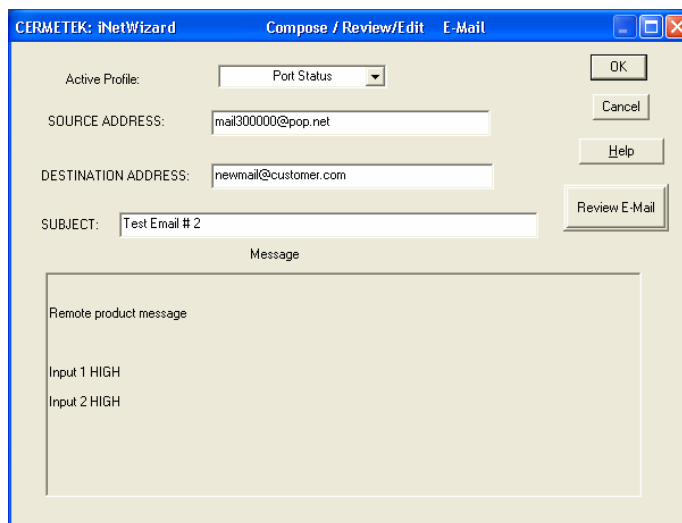 CERMETEK: iNetWizard Compose / Review/Edit E-Mail
Active Profile: Port Status
OK
SOURCE ADDRESS: mail300000@pop.net
Cancel
Help
DESTINATION ADDRESS: newmail@customer.com
Review E-Mail
SUBJECT: Test Email # 2
Message
Remote product message
Input 1 HIGH
Input 2 HIGH